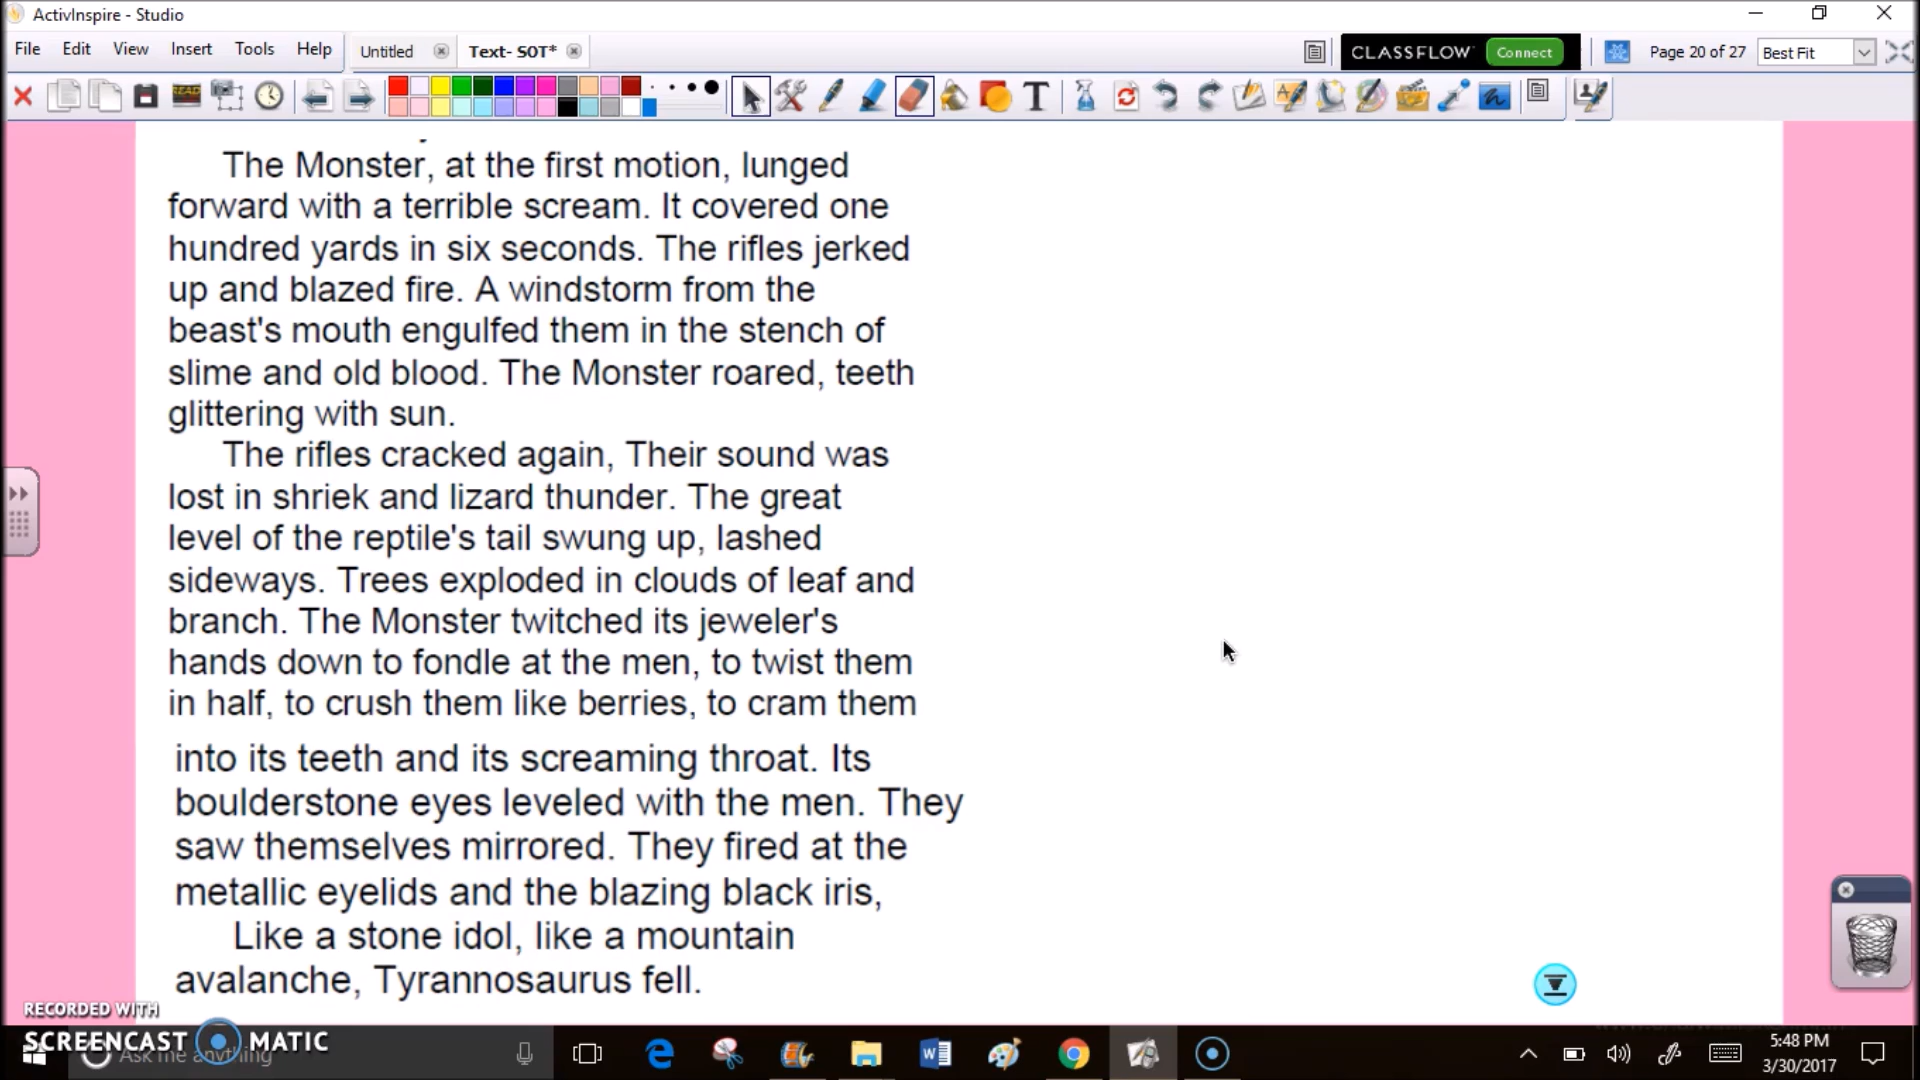 ActivInspire - Studio
File Edit View Insert Tools Help Untitled Text- SOT* CLASSFLOW Connect Page 20 of 27 Best Fit
The Monster, at the first motion, lunged
forward with a terrible scream. It covered one
hundred yards in six seconds. The rifles jerked
up and blazed fire. A windstorm from the
beast's mouth engulfed them in the stench of
slime and old blood. The Monster roared, teeth
glittering with sun.
The rifles cracked again, Their sound was
lost in shriek and lizard thunder. The great
level of the reptile's tail swung up, lashed
sideways. Trees exploded in clouds of leaf and
branch. The Monster twitched its jeweler's
hands down to fondle at the men, to twist them
in half, to crush them like berries, to cram them
into its teeth and its screaming throat. Its
boulderstone eyes leveled with the men. They
saw themselves mirrored. They fired at the
metallic eyelids and the blazing black iris,
Like a stone idol, like a mountain
avalanche, Tyrannosaurus fell.
RECORDED WITH
SCREENCAST MATIC
Ask me anything
5:48 PM
3/30/2017